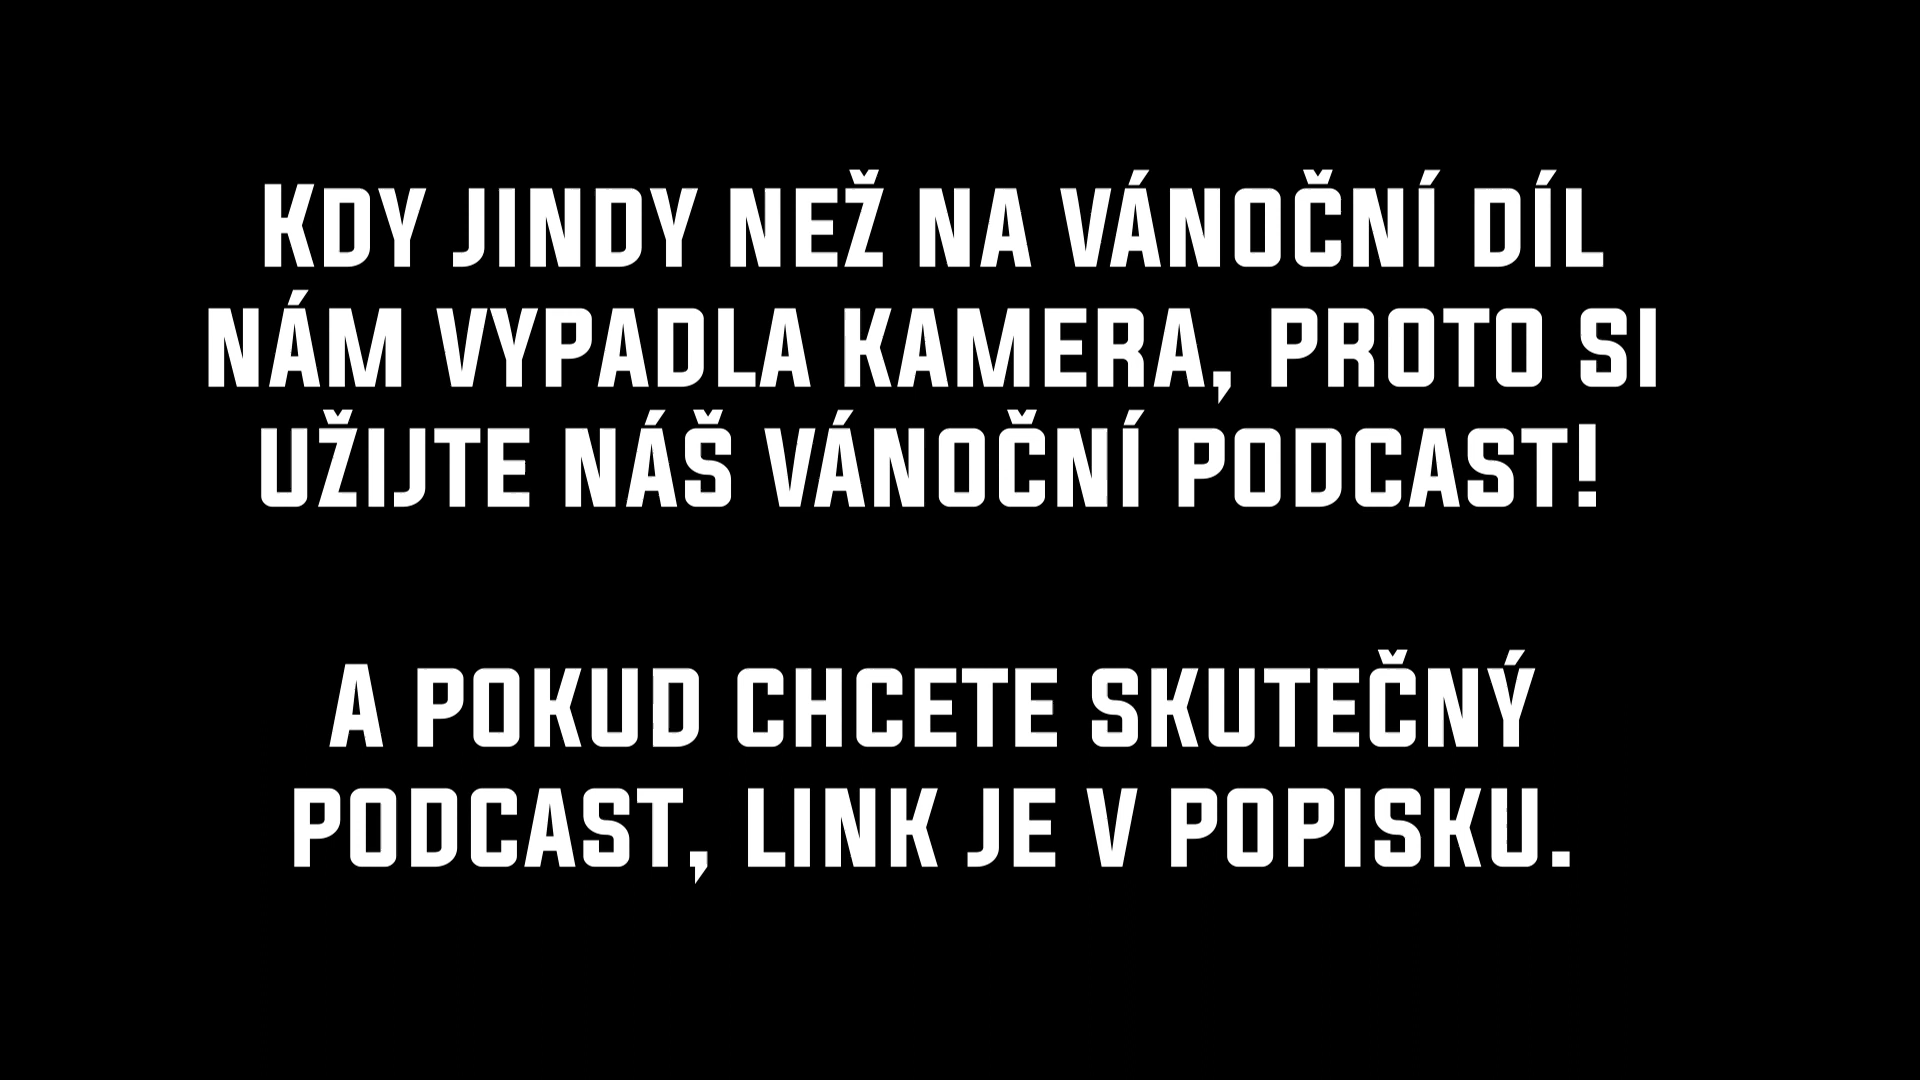 Kdy jindy než na vánoční díl
nám vypadla kamera, proto si
užijte náš vánoční podcast!
A pokud chcete skutečný
podcast, link je v popisku.